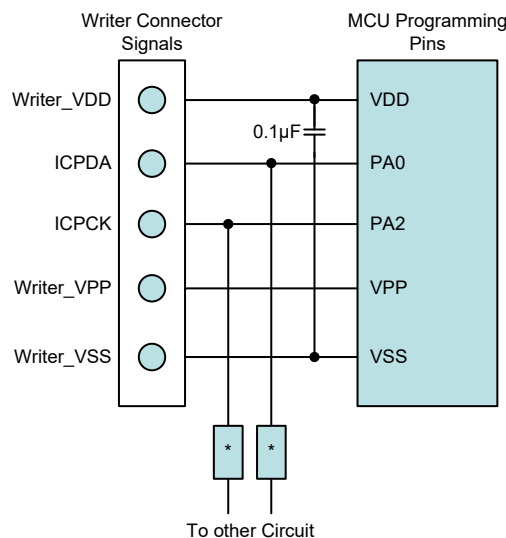 Writer Connector
Signals
MCU Programming
Pins
Writer_VDD
VDD
0.1µF
ICPDA
PA0
ICPCK
PA2
Writer_VPP
VPP
Writer_VSS
VSS
* *
To other Circuit